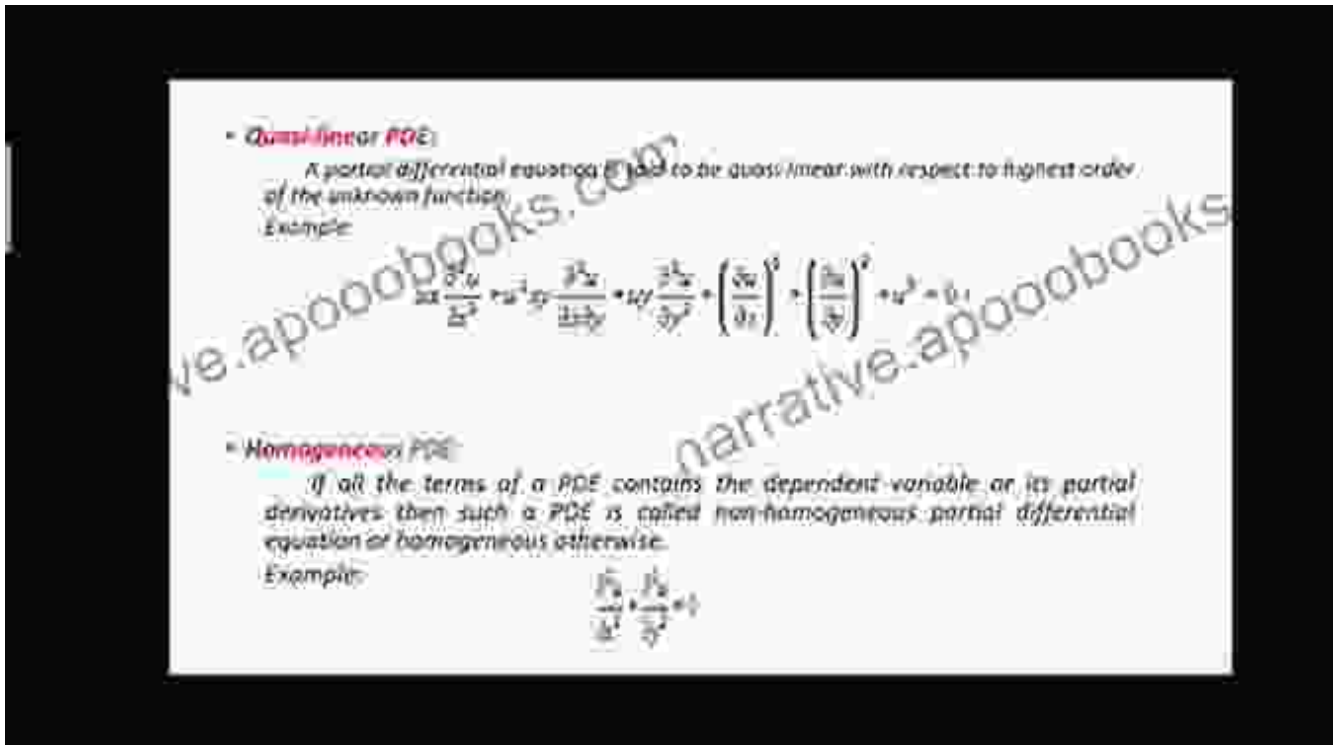 • Quasi-linear PDE:
A partial differential equation is said to be quasi-linear with respect to highest order
of the unknown function.
Example:
• Homogeneous PDE:
If all the terms of a PDE contains the dependent variable or its partial
derivatives then such a PDE is called non-homogeneous partial differential
equation or homogeneous otherwise.
Example:
ve.apooobooks.com
narrative.apooobooks